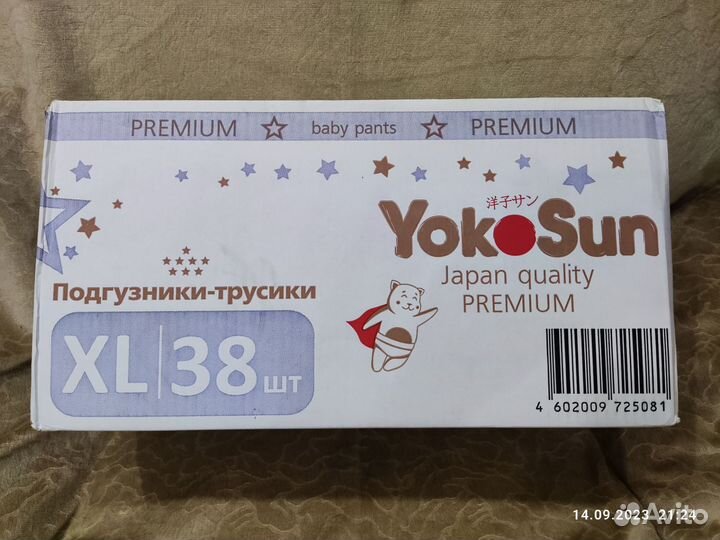 PREMIUM ☆ baby pants ☆ PREMIUM
洋子サン
YokoSun
Japan quality
PREMIUM
Подгузники-трусики
XL 38 шт
4 602009 725081
14.09.2023 21:24
Avito